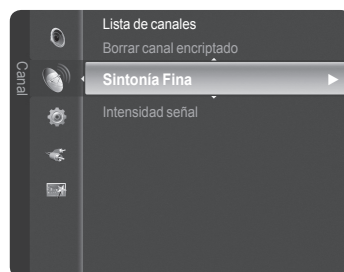 Canal
Lista de canales
Borrar canal encriptado
Sintonía Fina
Intensidad señal